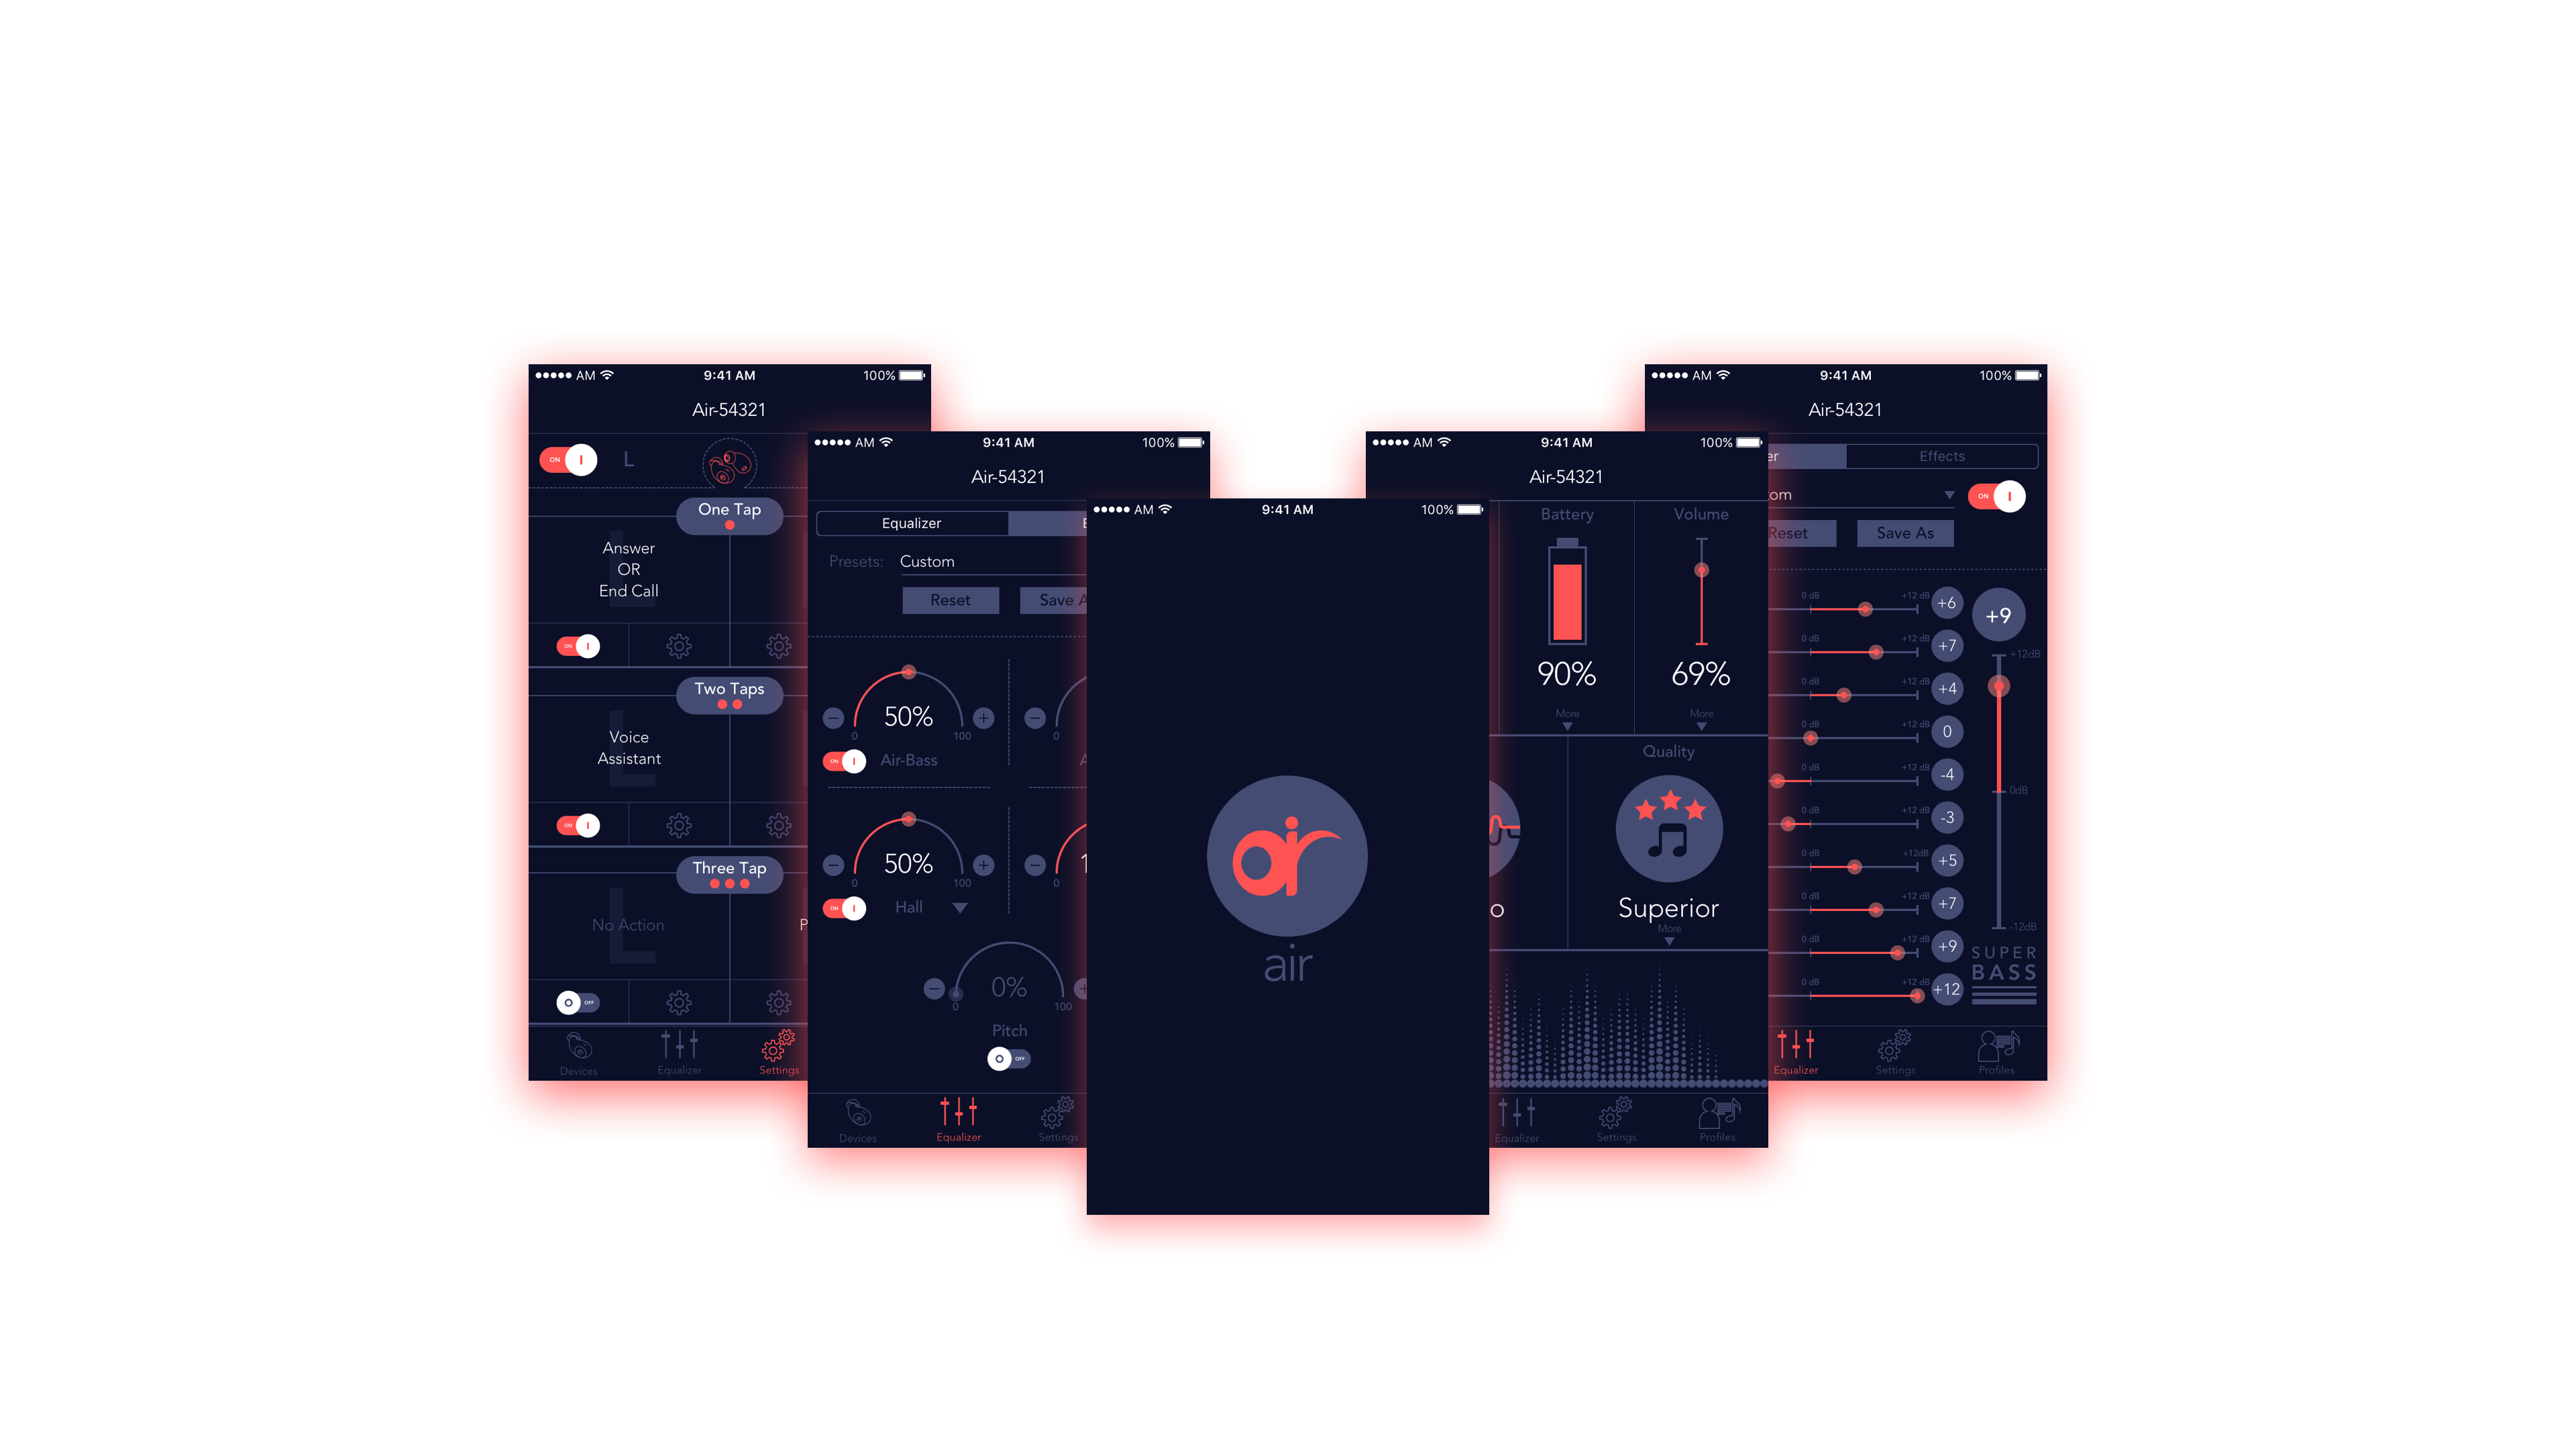 AM 9:41 AM 100%
Air-54321
ON L
One Tap
Answer
OR
End Call
ON
Two Taps
Voice
Assistant
ON
Three Tap
No Action
OFF
Devices Equalizer Settings
AM 9:41 AM 100%
Air-54321
Equalizer
Presets: Custom
Reset Save A
50%
0 100 0
ON Air-Bass
50%
0 100 0
ON Hall
0%
0 100
Pitch
OFF
Devices Equalizer Settings
AM 9:41 AM 100%
air
air
AM 9:41 AM 100%
Air-54321
Battery Volume
90% 69%
More More
Quality
o Superior
More
Equalizer Settings Profiles
AM 9:41 AM 100%
Air-54321
er Effects
om ON
Reset Save As
0 dB +12 dB +6
+9
0 dB +12 dB +7
+12dB
0 dB +12 dB +4
0 dB +12 dB 0
0 dB +12 dB -4
0dB
0 dB +12 dB -3
0 dB +12dB +5
0 dB +12 dB +7
-12dB
0 dB +12 dB +9
0 dB +12 dB +12
SUPER
BASS
Equalizer Settings Profiles